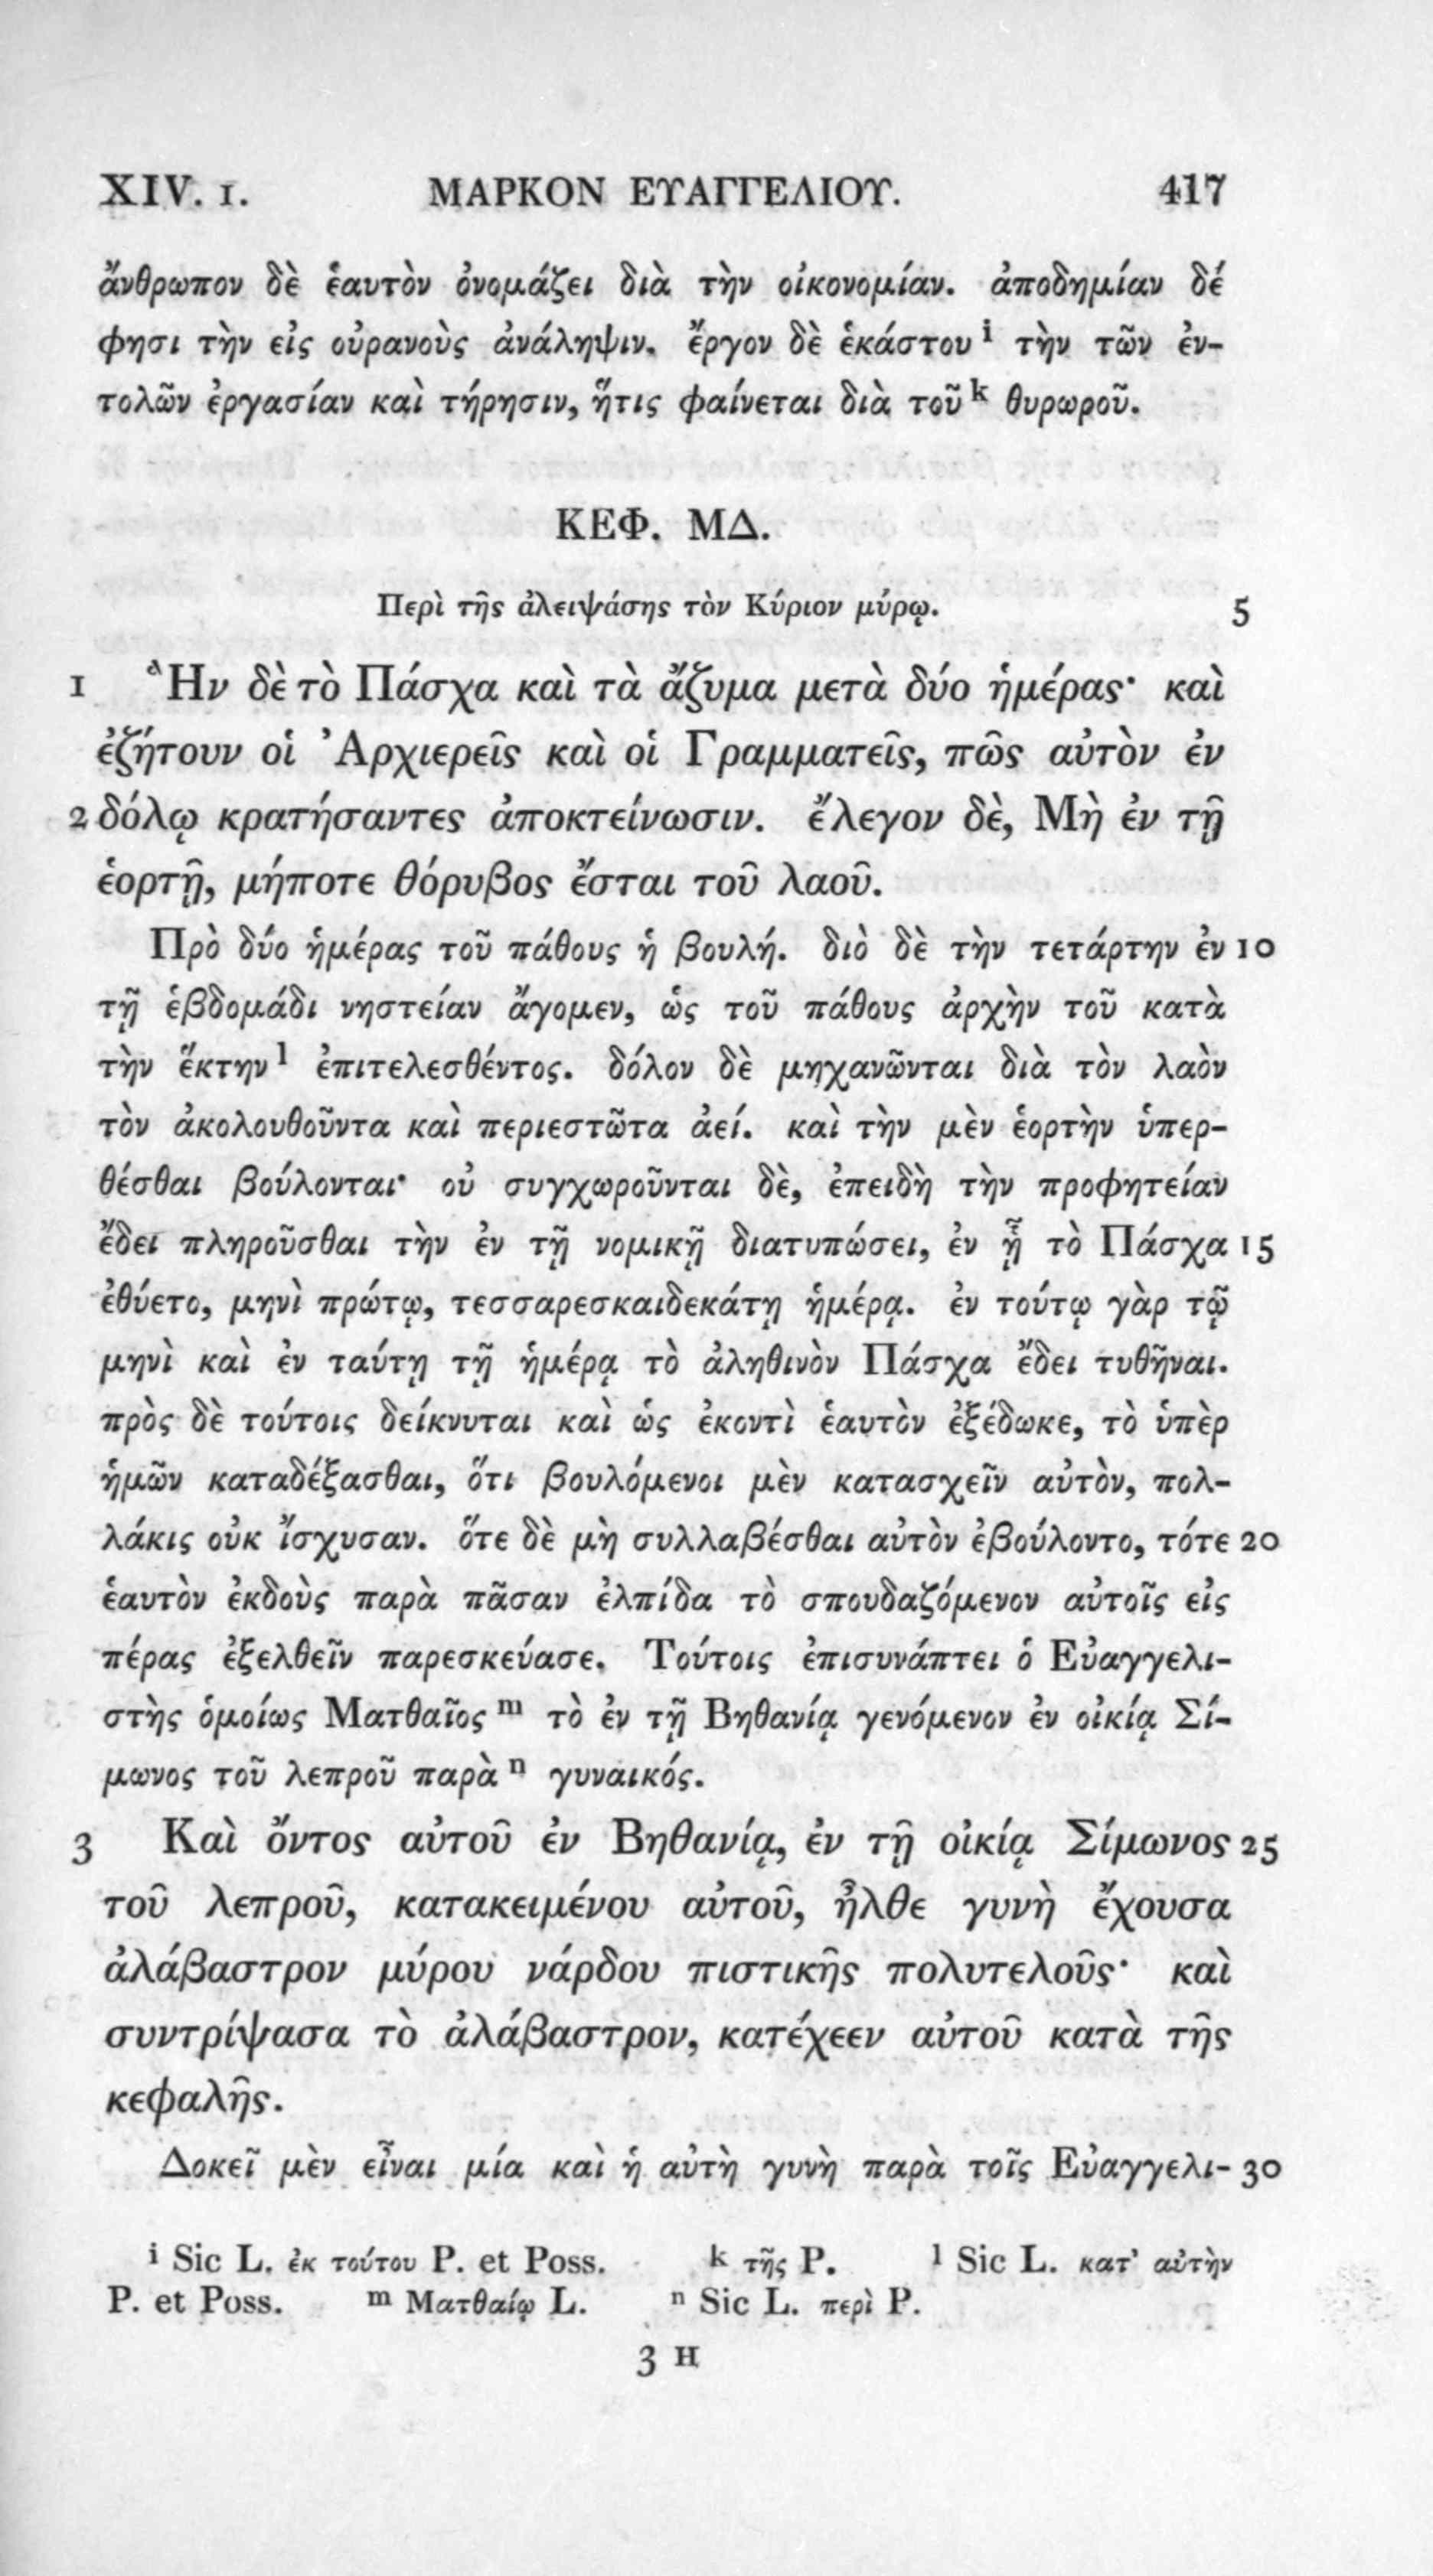 XIV. 1. ΜΑΡΚΟΝ ΕΥΑΓΓΕΛΙΟΥ. 417
ἄνθρωπον δὲ ἑαυτὸν ὀνομάζει διὰ τὴν οἰκονομίαν. ἀποδημίαν δέ
φησι τὴν εἰς οὐρανοὺς ἀνάληψιν. ἔργον δὲ ἑκάστου i τὴν τῶν ἐν-
τολῶν ἐργασίαν καὶ τήρησιν, ἥτις φαίνεται διὰ τοῦ k θυρωροῦ.
ΚΕΦ. ΜΔ.
Περὶ τῆς ἀλειψάσης τὸν Κύριον μύρῳ. 5
1 Ἦν δὲ τὸ Πάσχα καὶ τὰ ἄζυμα μετὰ δύο ἡμέρας· καὶ
ἐζήτουν οἱ Ἀρχιερεῖς καὶ οἱ Γραμματεῖς, πῶς αὐτὸν ἐν
2 δόλῳ κρατήσαντες ἀποκτείνωσιν. ἔλεγον δὲ, Μὴ ἐν τῇ
ἑορτῇ, μήποτε θόρυβος ἔσται τοῦ λαοῦ.
Πρὸ δύο ἡμέρας τοῦ πάθους ἡ βουλή. διὸ δὲ τὴν τετάρτην ἐν 10
τῇ ἑβδομάδι νηστείαν ἄγομεν, ὡς τοῦ πάθους ἀρχὴν τοῦ κατὰ
τὴν ἕκτην l ἐπιτελεσθέντος. δόλον δὲ μηχανῶνται διὰ τὸν λαὸν
τὸν ἀκολουθοῦντα καὶ περιεστῶτα ἀεί. καὶ τὴν μὲν ἑορτὴν ὑπερ-
θέσθαι βούλονται· οὐ συγχωροῦνται δὲ, ἐπειδὴ τὴν προφητείαν
ἔδει πληροῦσθαι τὴν ἐν τῇ νομικῇ διατυπώσει, ἐν ᾗ τὸ Πάσχα 15
ἐθύετο, μηνὶ πρώτῳ, τεσσαρεσκαιδεκάτῃ ἡμέρᾳ. ἐν τούτῳ γὰρ τῷ
μηνὶ καὶ ἐν ταύτῃ τῇ ἡμέρᾳ τὸ ἀληθινὸν Πάσχα ἔδει τυθῆναι.
πρὸς δὲ τούτοις δείκνυται καὶ ὡς ἑκοντὶ ἑαυτὸν ἐξέδωκε, τὸ ὑπὲρ
ἡμῶν καταδέξασθαι, ὅτι βουλόμενοι μὲν κατασχεῖν αὐτὸν, πολ-
λάκις οὐκ ἴσχυσαν. ὅτε δὲ μὴ συλλαβέσθαι αὐτὸν ἐβούλοντο, τότε 20
ἑαυτὸν ἐκδοὺς παρὰ πᾶσαν ἐλπίδα τὸ σπουδαζόμενον αὐτοῖς εἰς
πέρας ἐξελθεῖν παρεσκεύασε. Τούτοις ἐπισυνάπτει ὁ Εὐαγγελι-
στὴς ὁμοίως Ματθαῖος m τὸ ἐν τῇ Βηθανίᾳ γενόμενον ἐν οἰκίᾳ Σί-
μωνος τοῦ λεπροῦ παρὰ n γυναικός.
3 Καὶ ὄντος αὐτοῦ ἐν Βηθανίᾳ, ἐν τῇ οἰκίᾳ Σίμωνος 25
τοῦ λεπροῦ, κατακειμένου αὐτοῦ, ἦλθε γυνὴ ἔχουσα
ἀλάβαστρον μύρου νάρδου πιστικῆς πολυτελοῦς· καὶ
συντρίψασα τὸ ἀλάβαστρον, κατέχεεν αὐτοῦ κατὰ τῆς
κεφαλῆς.
Δοκεῖ μὲν εἶναι μία καὶ ἡ αὐτὴ γυνὴ παρὰ τοῖς Εὐαγγελι- 30
i Sic L. ἐκ τούτου P. et Poss. k τῆς P. l Sic L. κατ' αὐτὴν
P. et Poss. m Ματθαίῳ L. n Sic L. περὶ P.
3 H